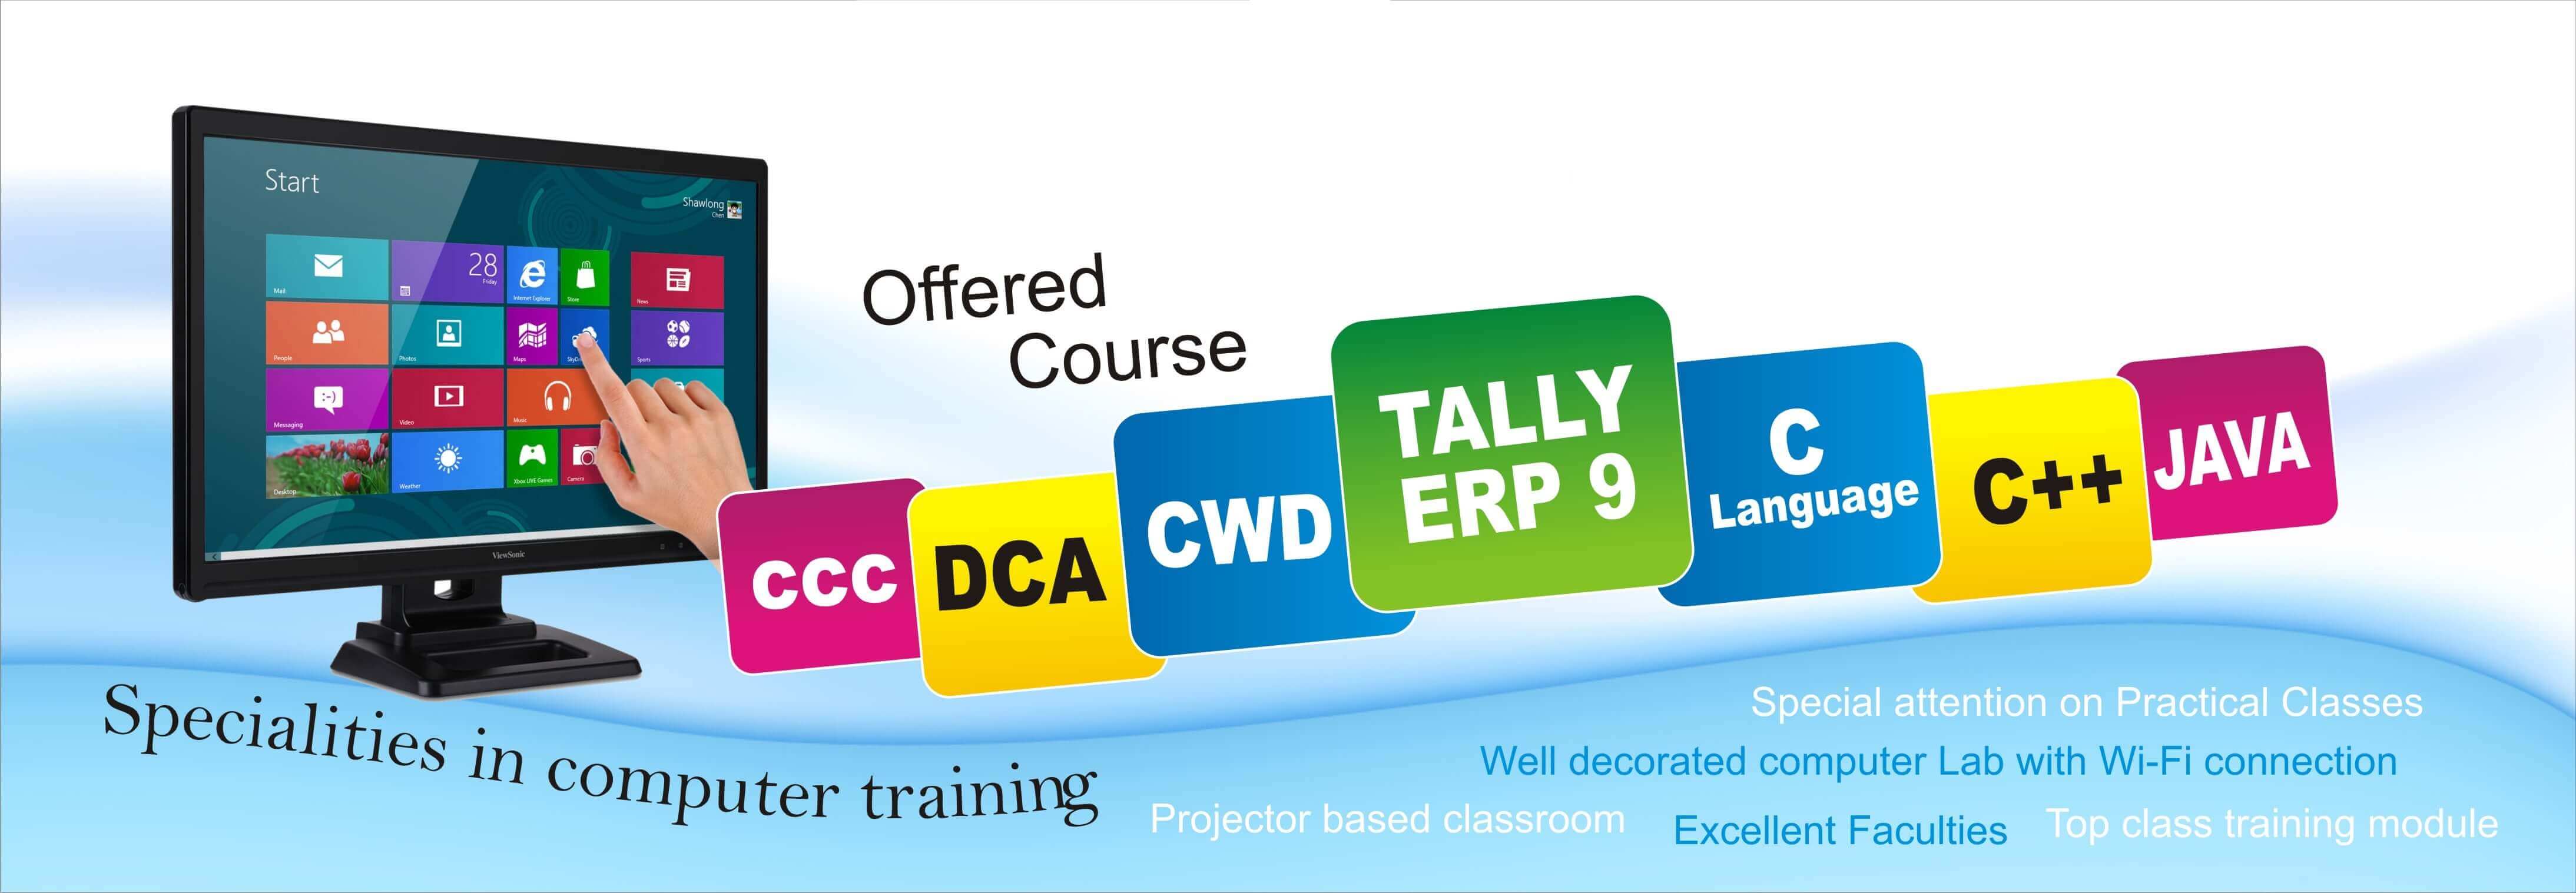 Start
Shawlong
Chen
Mail
28
Friday
Internet Explorer
Store
News
People
Photos
Maps
Sports
Messaging
Video
Music
Desktop
Weather
Xbox LIVE Games
Camera
ViewSonic
Offered
Course
CCC
DCA
CWD
TALLY
ERP 9
C
Language
C++
JAVA
Specialities in computer training
Special attention on Practical Classes
Well decorated computer Lab with Wi-Fi connection
Projector based classroom
Excellent Faculties
Top class training module